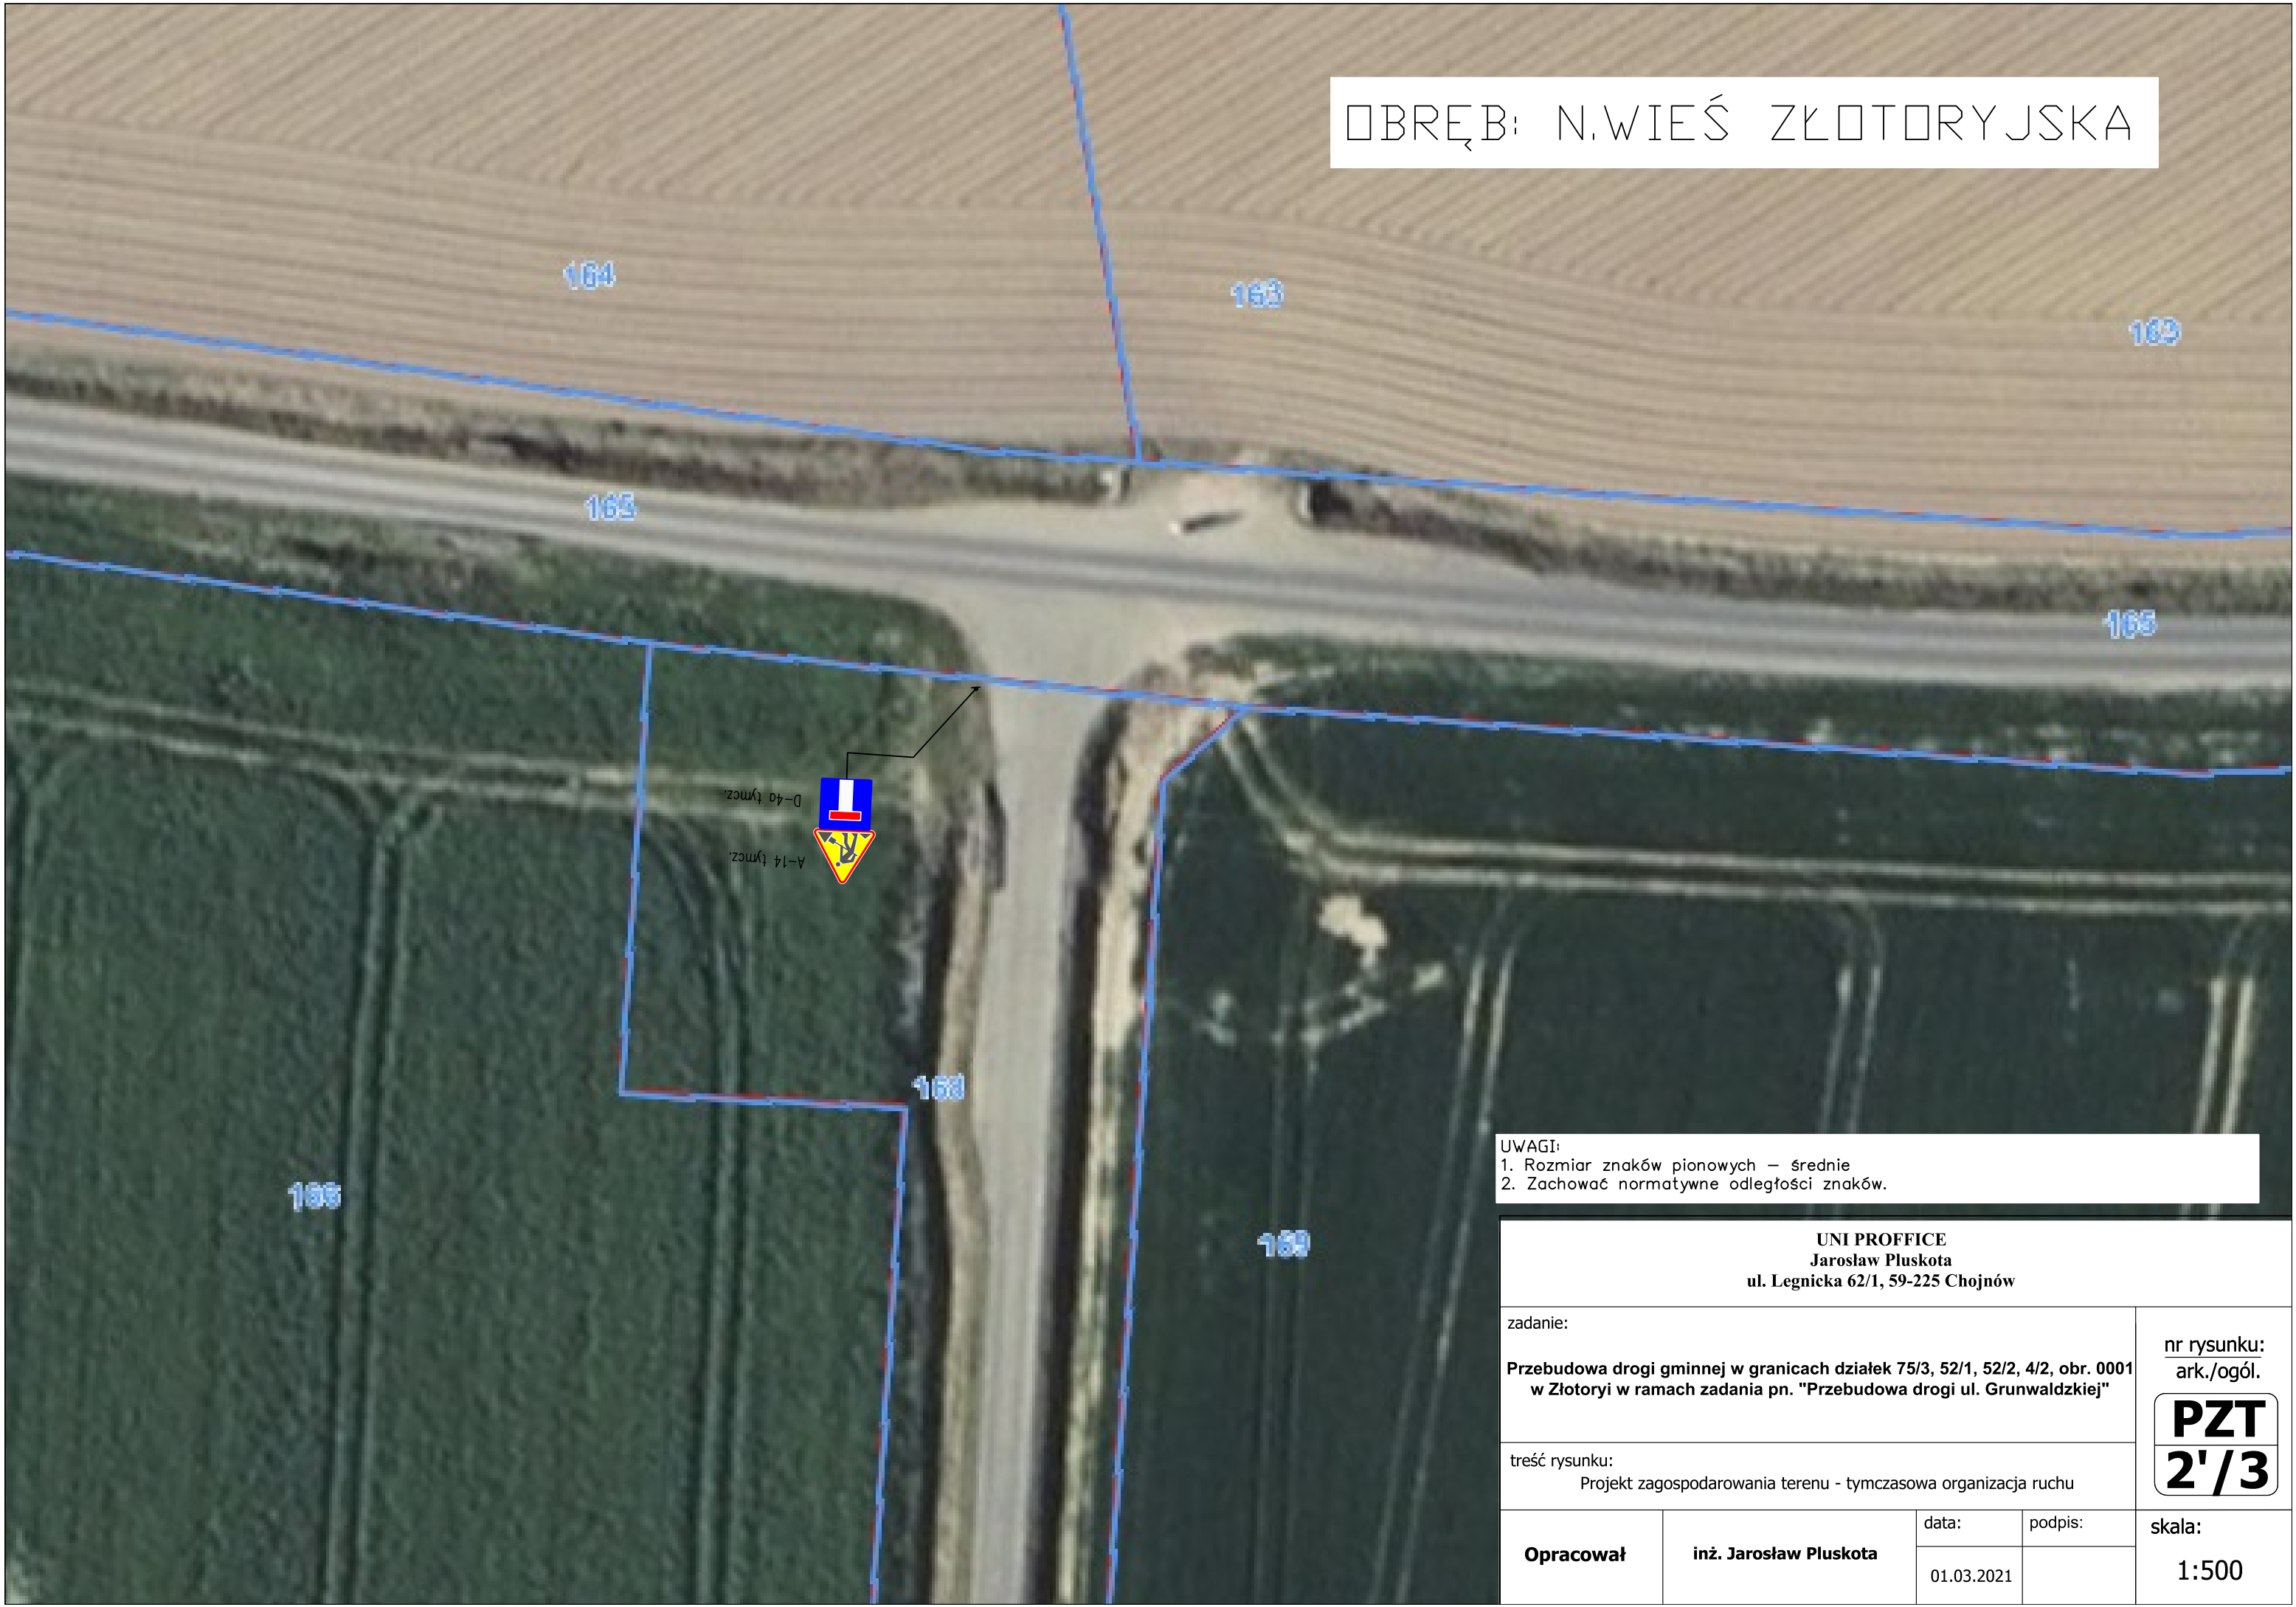 OBRĘB: N.WIEŚ ZŁOTORYJSKA
164
163
163
165
165
D-4a tymcz.
A-14 tymcz.
168
166
169
UWAGI:
1. Rozmiar znaków pionowych – średnie
2. Zachować normatywne odległości znaków.
UNI PROFFICE
Jarosław Pluskota
ul. Legnicka 62/1, 59-225 Chojnów
zadanie:
Przebudowa drogi gminnej w granicach działek 75/3, 52/1, 52/2, 4/2, obr. 0001
w Złotoryi w ramach zadania pn. "Przebudowa drogi ul. Grunwaldzkiej"
nr rysunku:
ark./ogól.
PZT
2'/3
treść rysunku:
Projekt zagospodarowania terenu - tymczasowa organizacja ruchu
Opracował
inż. Jarosław Pluskota
data:
01.03.2021
podpis:
skala:
1:500